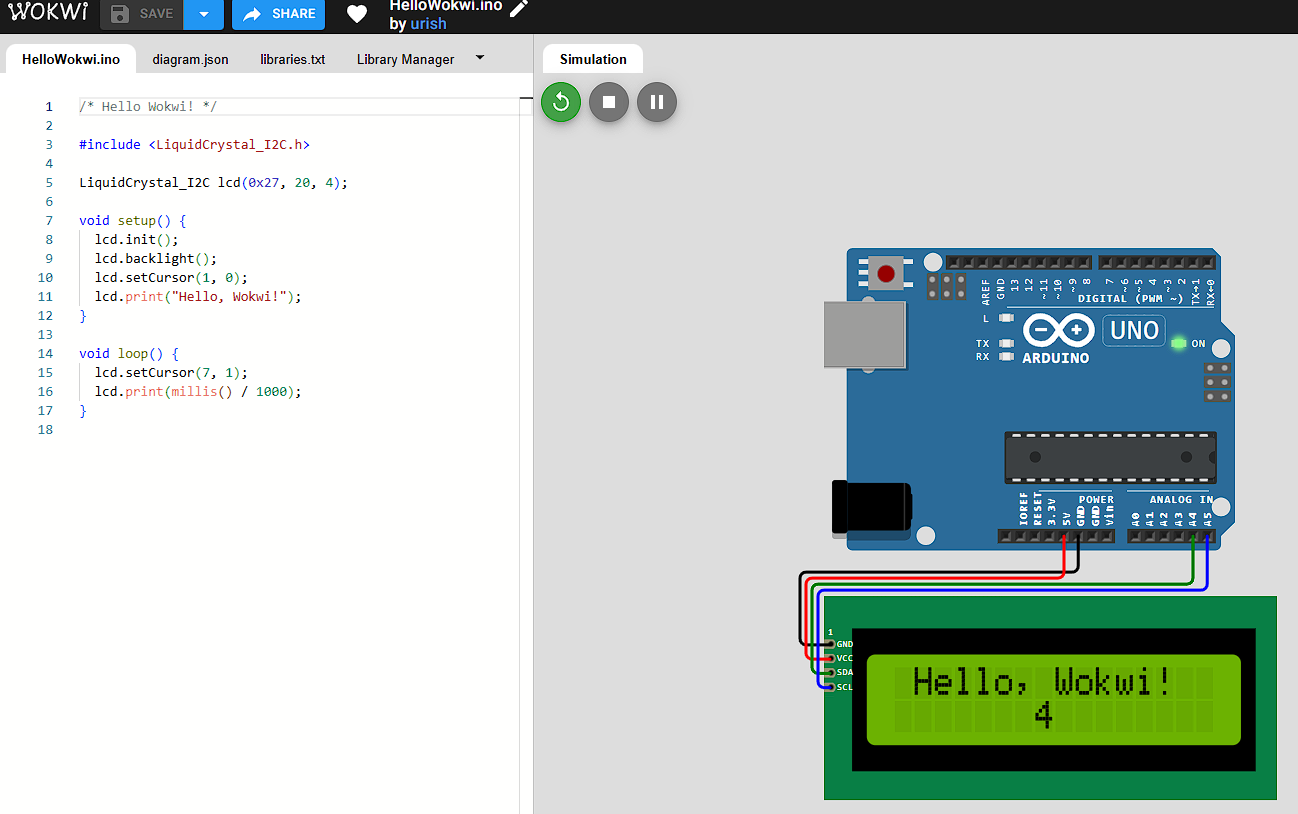 WOKWI
SAVE
SHARE
HelloWokwi.ino
by urish
HelloWokwi.ino
diagram.json
libraries.txt
Library Manager
Simulation
1 /* Hello Wokwi! */
2
3 #include <LiquidCrystal_I2C.h>
4
5 LiquidCrystal_I2C lcd(0x27, 20, 4);
6
7 void setup() {
8 lcd.init();
9 lcd.backlight();
10 lcd.setCursor(1, 0);
11 lcd.print("Hello, Wokwi!");
12 }
13
14 void loop() {
15 lcd.setCursor(7, 1);
16 lcd.print(millis() / 1000);
17 }
18
AREF GND 13 12 ~11 ~10 ~9 8 7 ~6 ~5 ~4 ~3 2 TX→1 RX←0
DIGITAL (PWM ~)
L
TX
RX
ARDUINO
UNO
ON
POWER
ANALOG IN
IOREF RESET 3.3V 5V GND GND Vin A0 A1 A2 A3 A4 A5
1
GND
VCC
SDA
SCL
Hello, Wokwi!
4